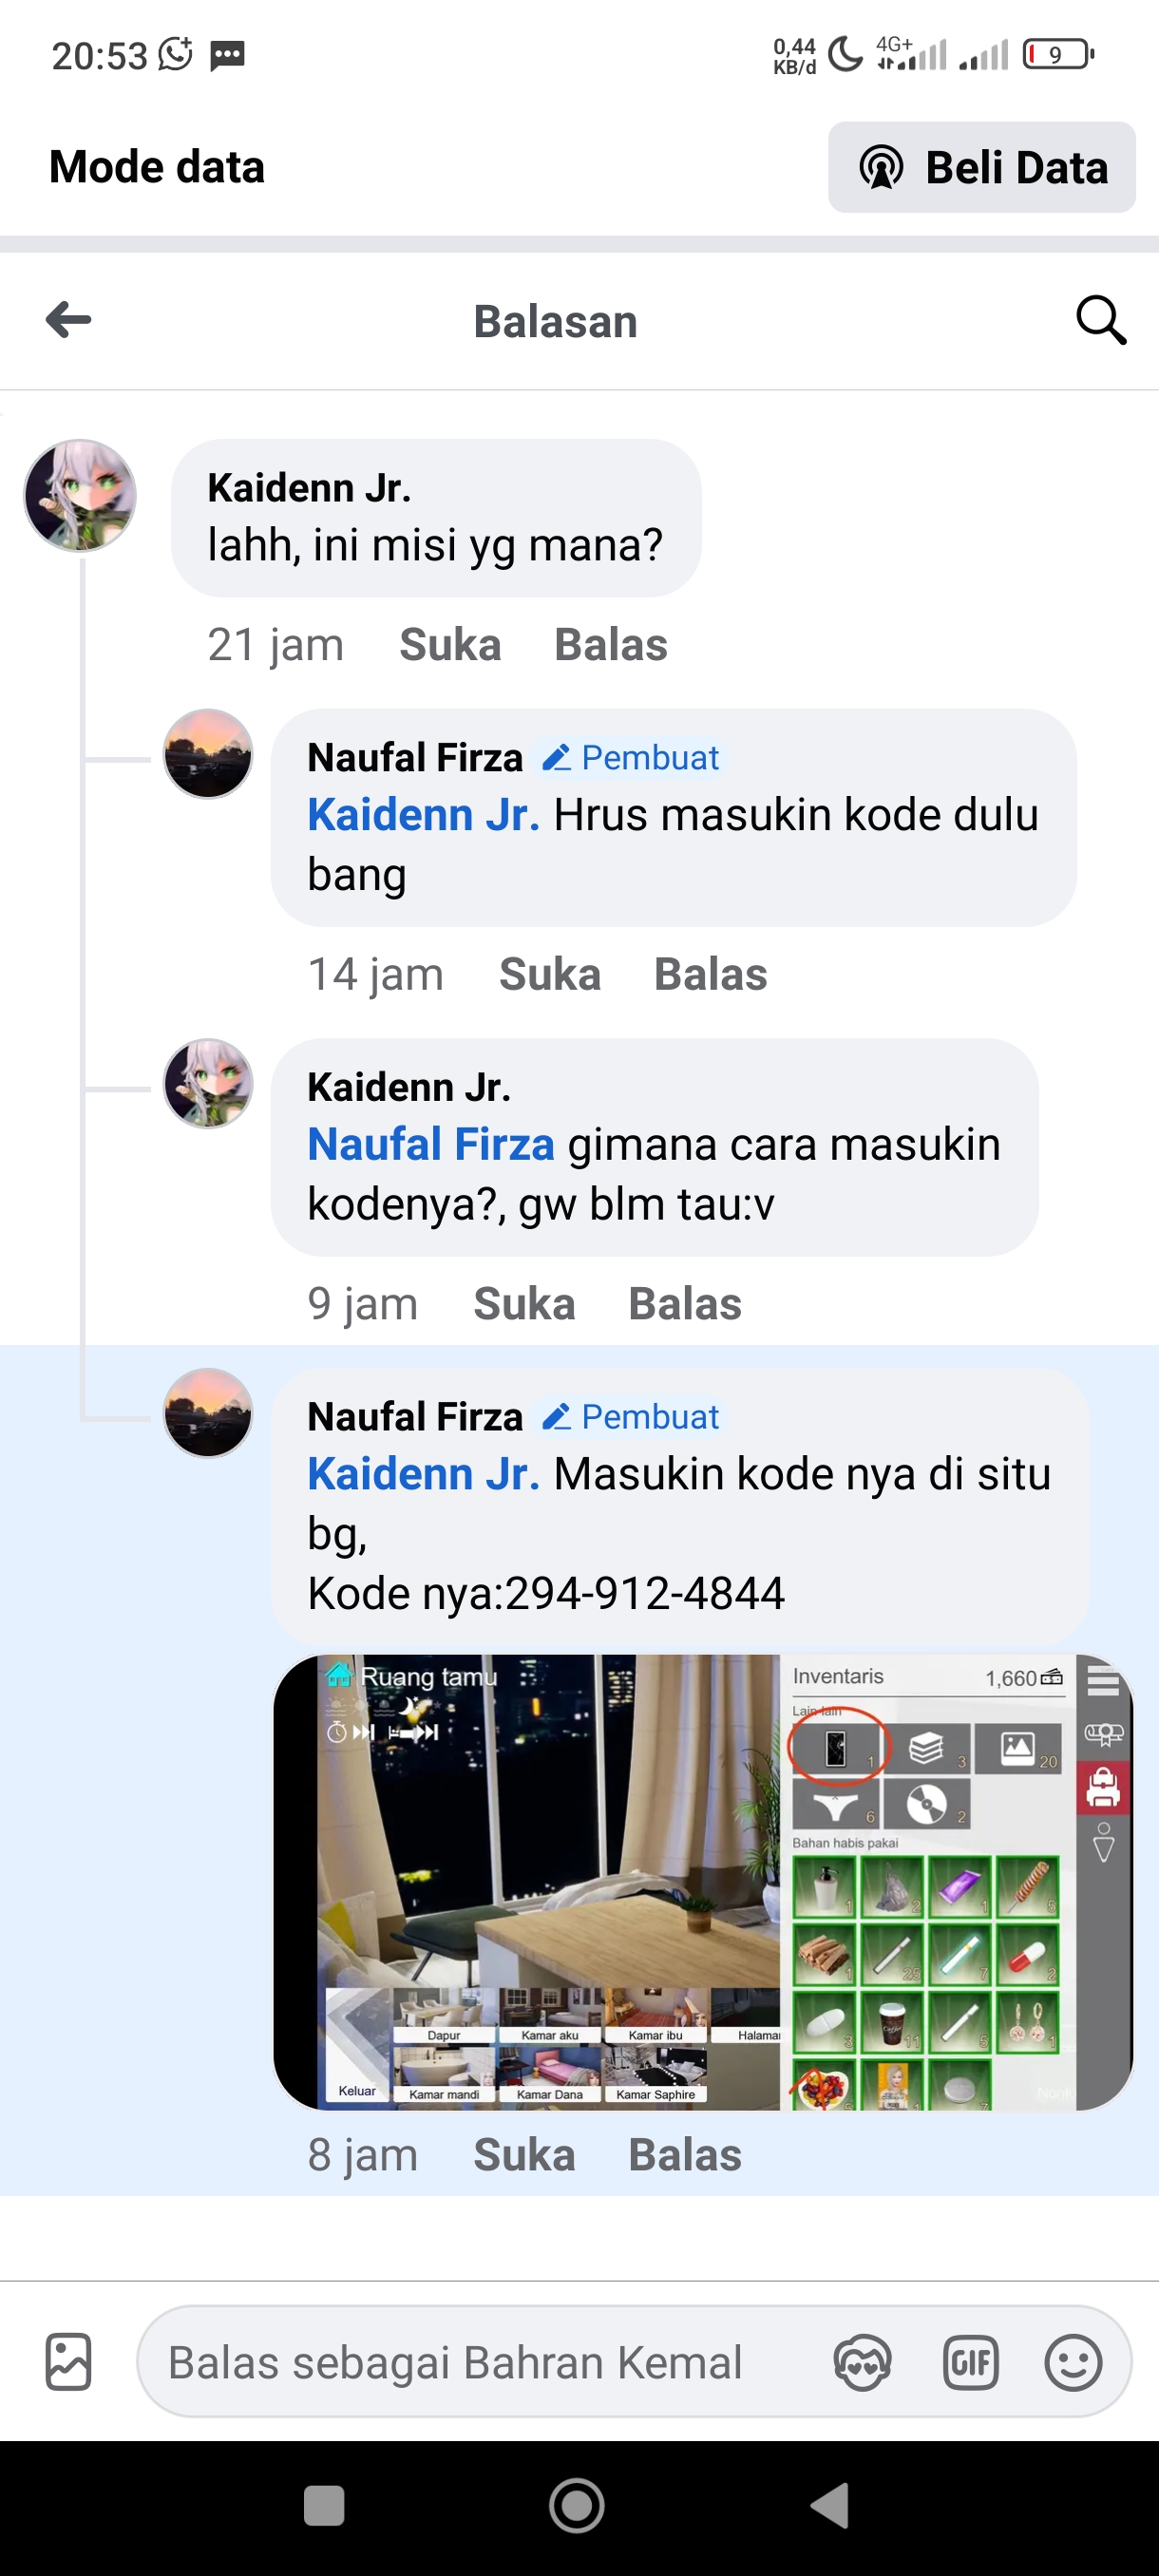 20:53
0,44
KB/d
4G+
9
Mode data
Beli Data
Balasan
Kaidenn Jr.
lahh, ini misi yg mana?
21 jam Suka Balas
Naufal Firza Pembuat
Kaidenn Jr. Hrus masukin kode dulu
bang
14 jam Suka Balas
Kaidenn Jr.
Naufal Firza gimana cara masukin
kodenya?, gw blm tau:v
9 jam Suka Balas
Naufal Firza Pembuat
Kaidenn Jr. Masukin kode nya di situ
bg,
Kode nya:294-912-4844
Ruang tamu
Inventaris 1,660
Lain-lain
1 3 20
6 2
Bahan habis pakai
1 2 1 5
1 25 7 2
3 11 5 1
Dapur Kamar aku Kamar ibu Halaman
Keluar Kamar mandi Kamar Dana Kamar Saphire
8 jam Suka Balas
Balas sebagai Bahran Kemal
GIF